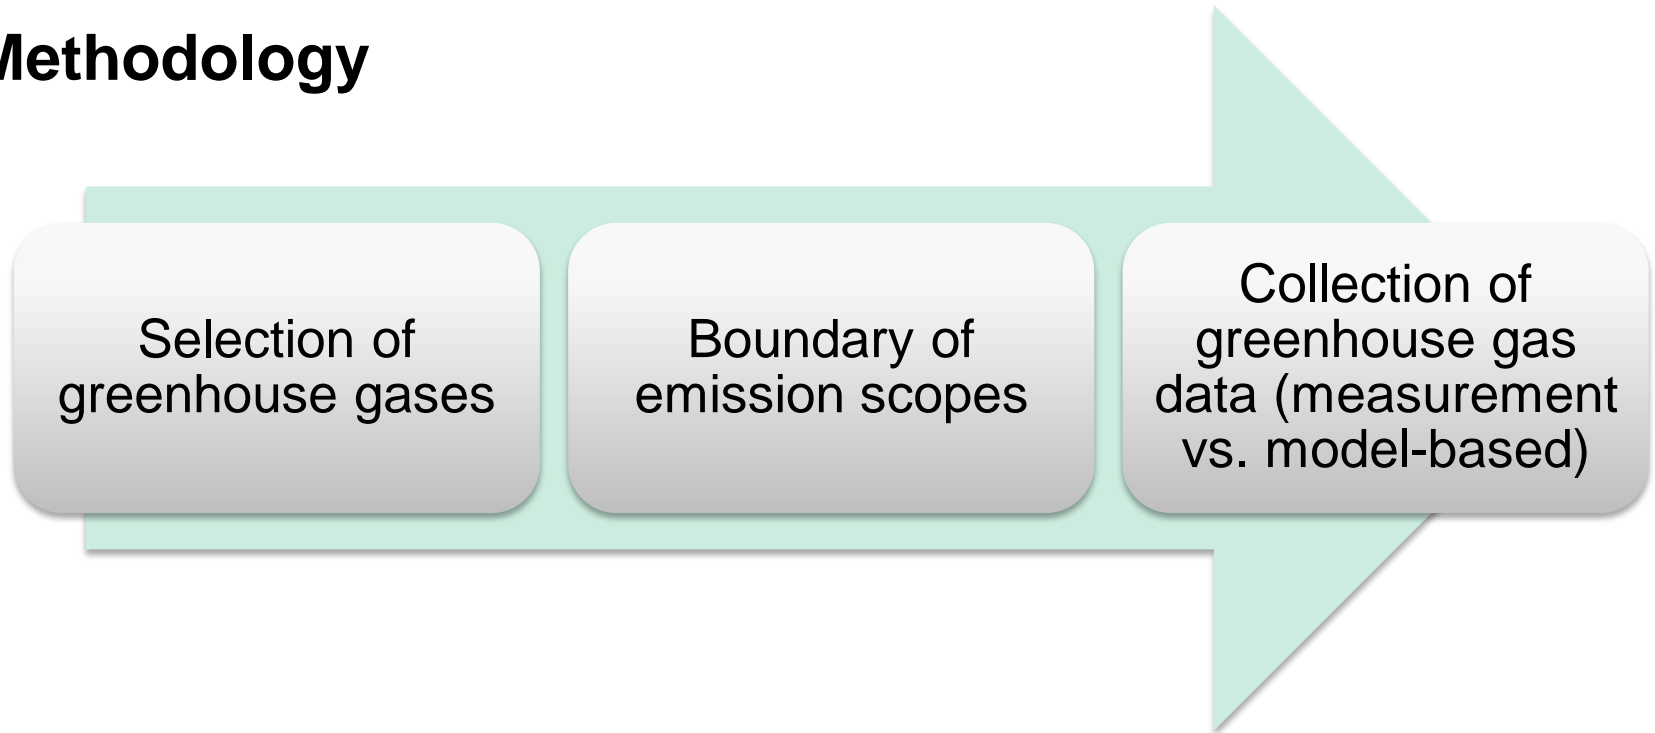 Methodology
Selection of
greenhouse gases
Boundary of
emission scopes
Collection of
greenhouse gas
data (measurement
vs. model-based)